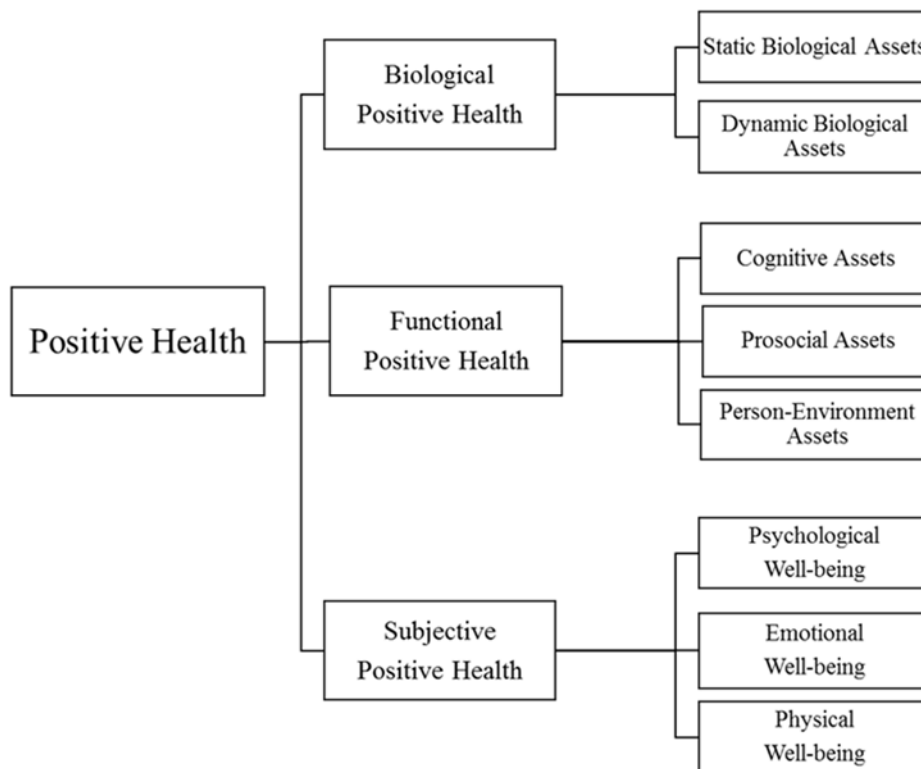 Positive Health
Biological
Positive Health
Static Biological Assets
Dynamic Biological
Assets
Functional
Positive Health
Cognitive Assets
Prosocial Assets
Person-Environment
Assets
Subjective
Positive Health
Psychological
Well-being
Emotional
Well-being
Physical
Well-being